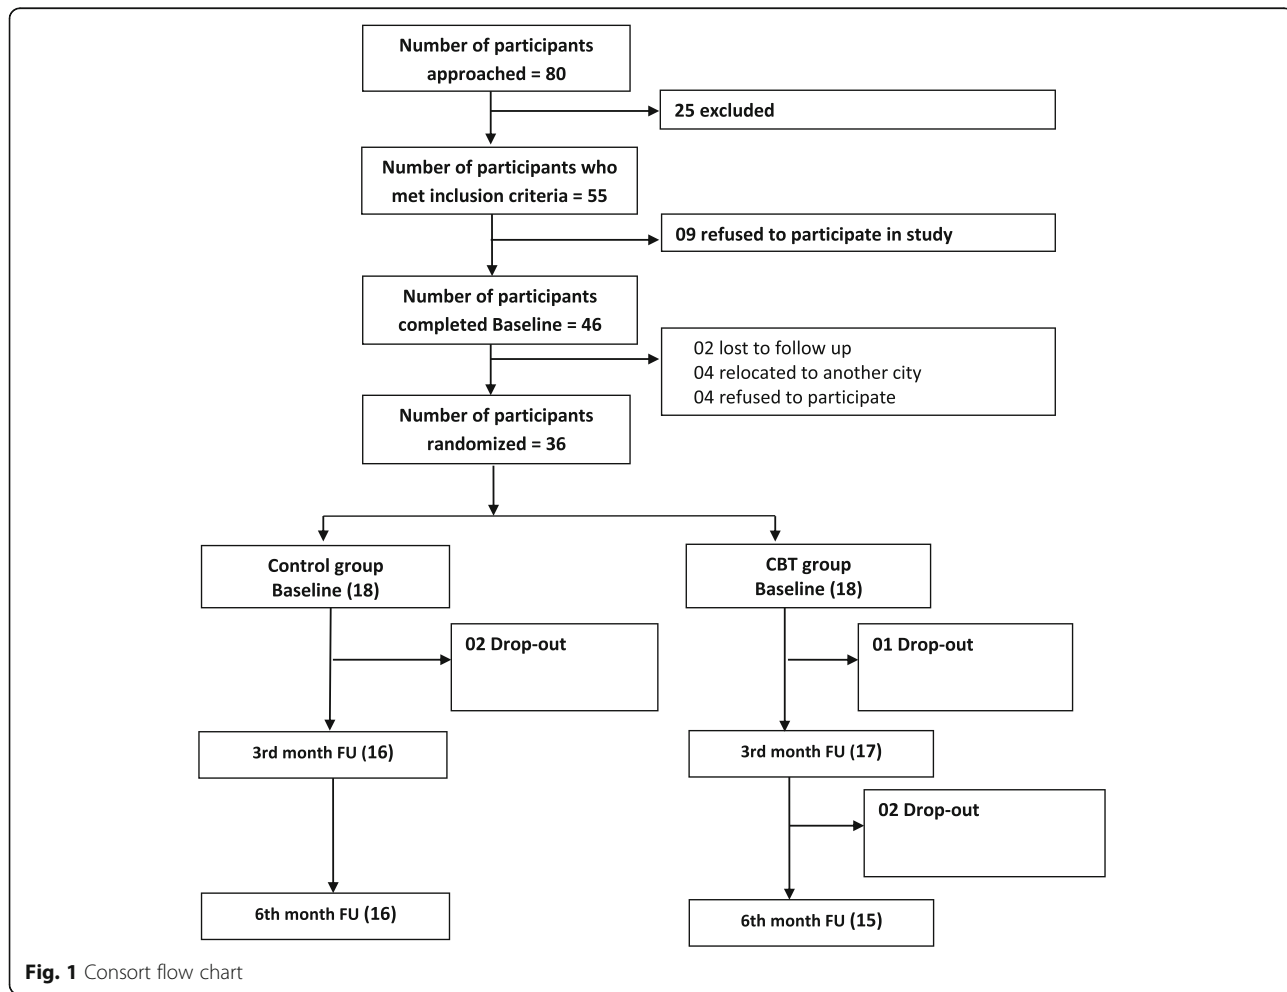 Number of participants
approached = 80
25 excluded
Number of participants who
met inclusion criteria = 55
09 refused to participate in study
Number of participants
completed Baseline = 46
02 lost to follow up
04 relocated to another city
04 refused to participate
Number of participants
randomized = 36
Control group
Baseline (18)
CBT group
Baseline (18)
02 Drop-out
01 Drop-out
3rd month FU (16)
3rd month FU (17)
02 Drop-out
6th month FU (16)
6th month FU (15)
Fig. 1 Consort flow chart